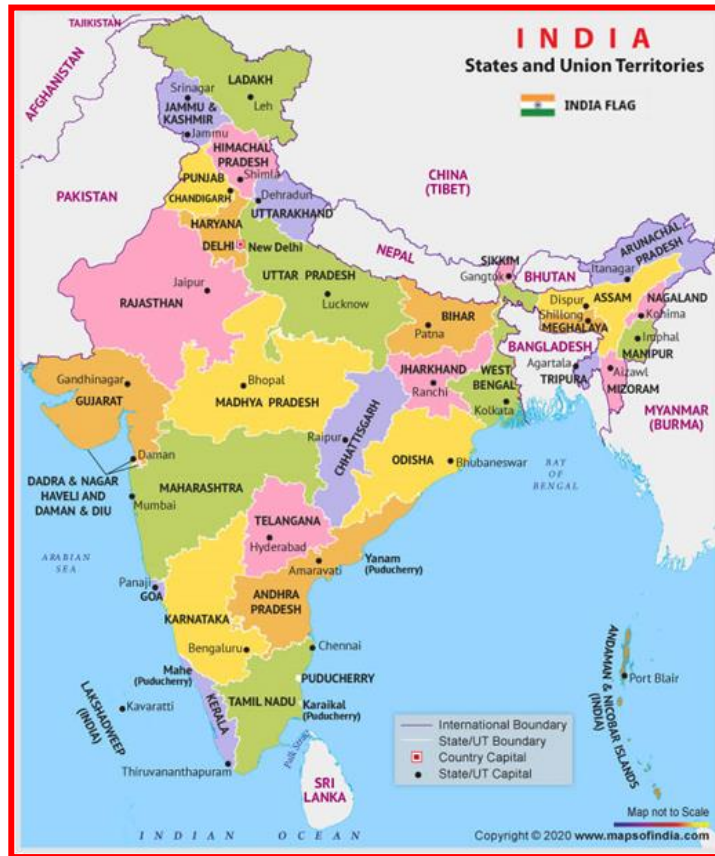 INDIA
States and Union Territories
INDIA FLAG
TAJIKISTAN
AFGHANISTAN
PAKISTAN
CHINA
(TIBET)
NEPAL
BHUTAN
BANGLADESH
MYANMAR
(BURMA)
SRI
LANKA
LADAKH
Leh
Srinagar
JAMMU &
KASHMIR
Jammu
HIMACHAL
PRADESH
Shimla
PUNJAB
CHANDIGARH
Dehradun
UTTARAKHAND
HARYANA
DELHI
New Delhi
UTTAR PRADESH
Lucknow
Jaipur
RAJASTHAN
BIHAR
Patna
SIKKIM
Gangtok
ARUNACHAL
PRADESH
Itanagar
Dispur
ASSAM
NAGALAND
Kohima
Shillong
MEGHALAYA
Imphal
MANIPUR
Agartala
TRIPURA
Aizawl
MIZORAM
JHARKHAND
Ranchi
WEST
BENGAL
Kolkata
Gandhinagar
GUJARAT
Bhopal
MADHYA PRADESH
Raipur
CHHATTISGARH
ODISHA
Bhubaneswar
BAY
OF
BENGAL
Daman
DADRA & NAGAR
HAVELI AND
DAMAN & DIU
MAHARASHTRA
Mumbai
TELANGANA
Hyderabad
ARABIAN
SEA
Yanam
(Puducherry)
Amaravati
Panaji
GOA
ANDHRA
PRADESH
KARNATAKA
Bengaluru
Chennai
Mahe
(Puducherry)
PUDUCHERRY
TAMIL NADU
Karaikal
(Puducherry)
KERALA
LAKSHADWEEP
(INDIA)
Kavaratti
Thiruvananthapuram
Palk Strait
ANDAMAN & NICOBAR ISLANDS
(INDIA)
Port Blair
International Boundary
State/UT Boundary
Country Capital
State/UT Capital
INDIAN OCEAN
Map not to Scale
Copyright © 2020 www.mapsofindia.com